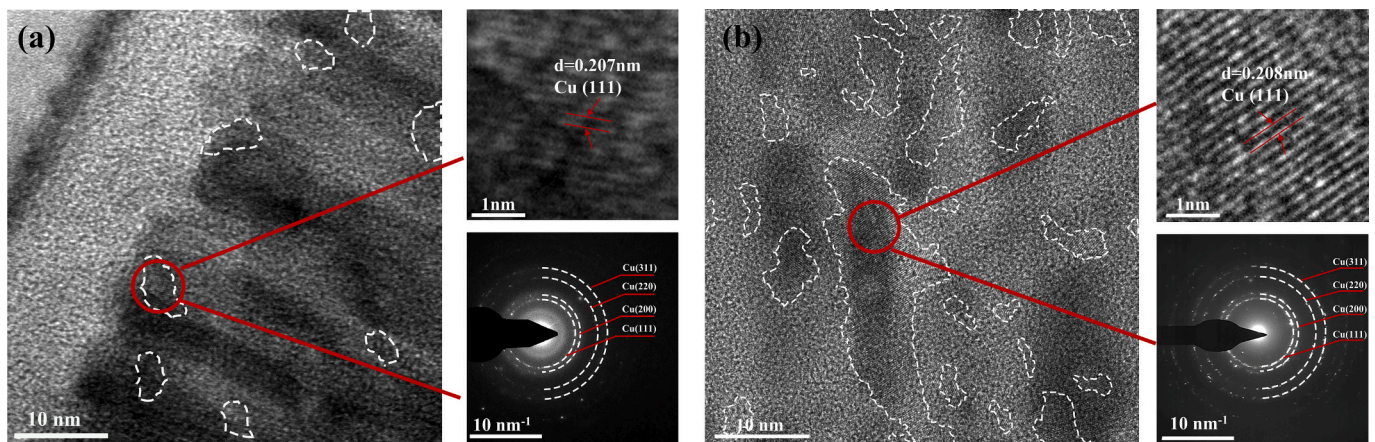 (a)
10 nm
d=0.207nm
Cu (111)
1nm
Cu(311)
Cu(220)
Cu(200)
Cu(111)
10 nm-1
(b)
10 nm
d=0.208nm
Cu (111)
1nm
Cu(311)
Cu(220)
Cu(200)
Cu(111)
10 nm-1